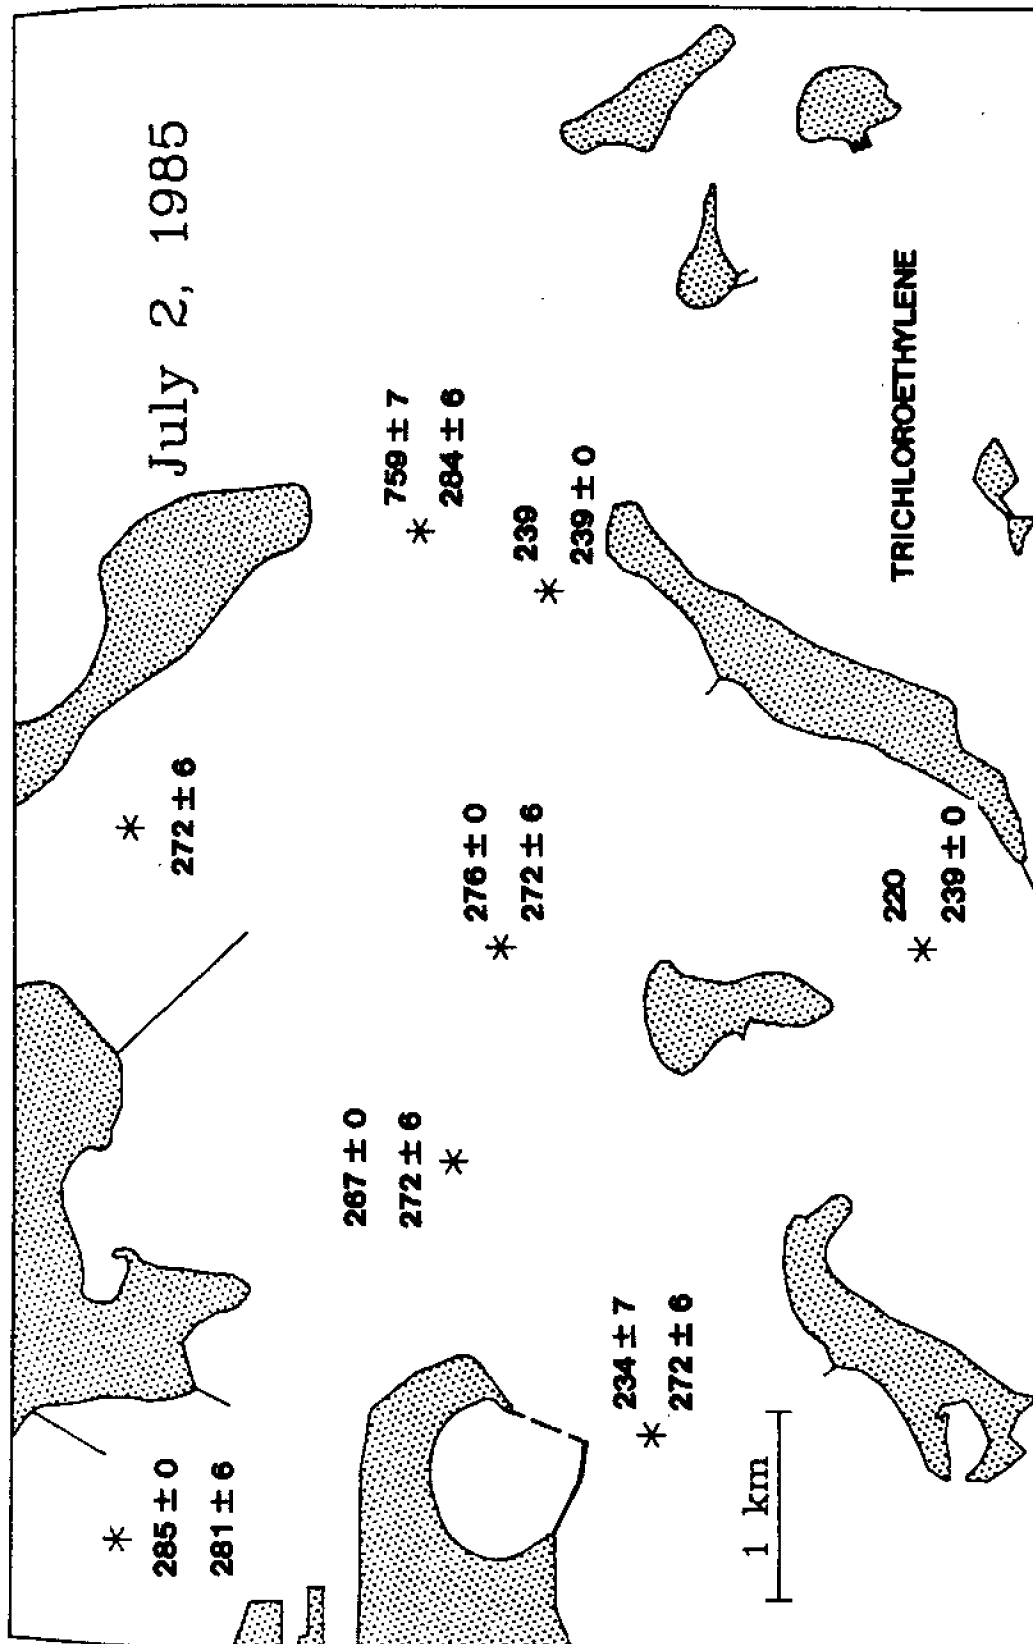 July 2, 1985
285 ± 0
281 ± 6
272 ± 6
267 ± 0
272 ± 6
759 ± 7
284 ± 6
276 ± 0
272 ± 6
239
239 ± 0
234 ± 7
272 ± 6
220
239 ± 0
1 km
TRICHLOROETHYLENE